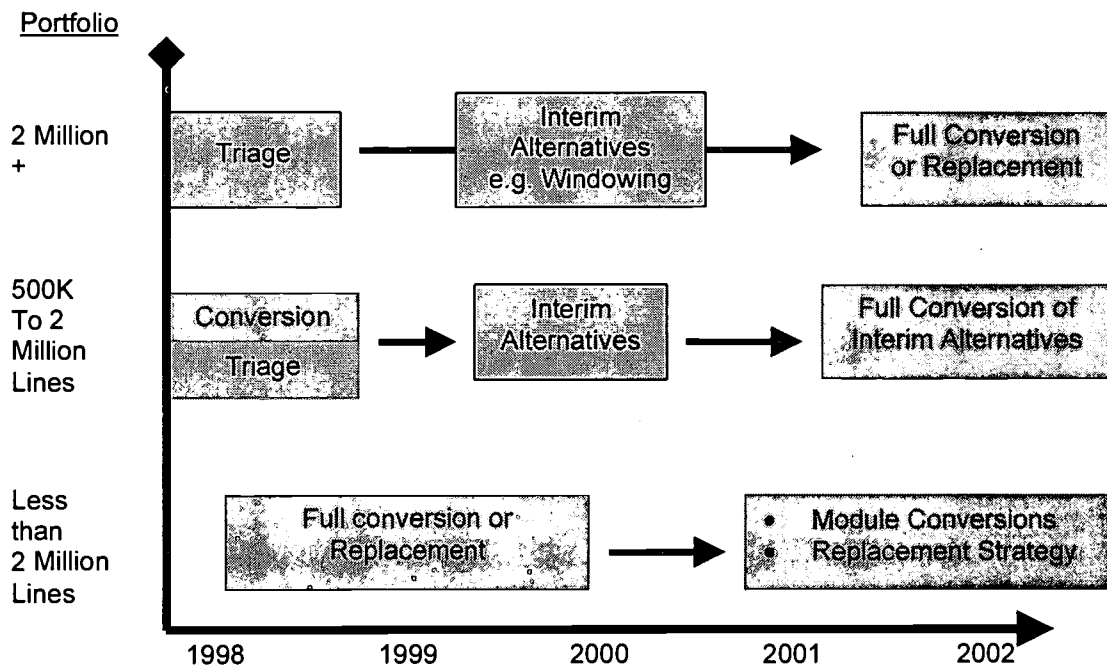 Portfolio
2 Million
+
Triage
Interim
Alternatives
e.g. Windowing
Full Conversion
or Replacement
500K
To 2
Million
Lines
Conversion
Triage
Interim
Alternatives
Full Conversion of
Interim Alternatives
Less
than
2 Million
Lines
Full conversion or
Replacement
• Module Conversions
• Replacement Strategy
1998 1999 2000 2001 2002